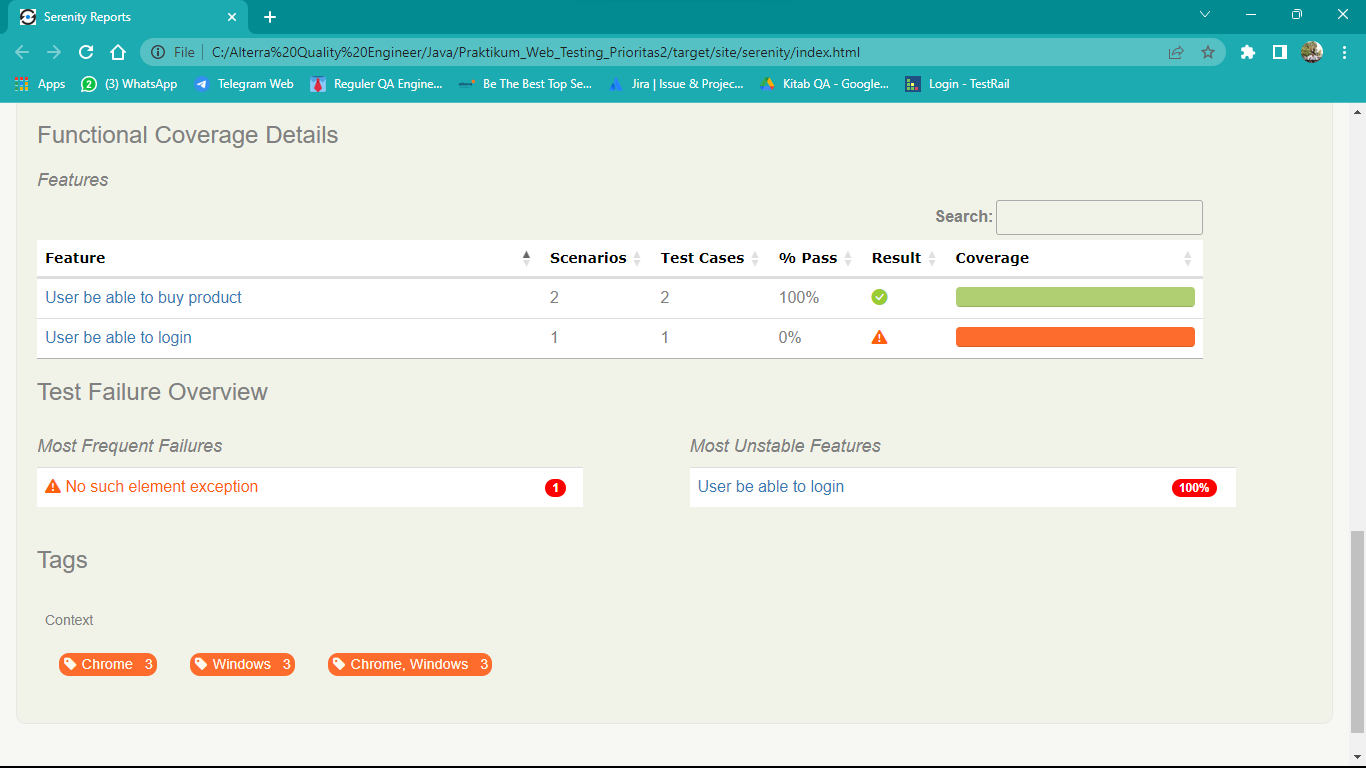 Serenity Reports
File C:/Alterra%20Quality%20Engineer/Java/Praktikum_Web_Testing_Prioritas2/target/site/serenity/index.html
Apps (3) WhatsApp Telegram Web Reguler QA Engine... Be The Best Top Se... Jira | Issue & Projec... Kitab QA - Google... Login - TestRail
Functional Coverage Details
Features
Search:
Feature Scenarios Test Cases % Pass Result Coverage
User be able to buy product 2 2 100%
User be able to login 1 1 0%
Test Failure Overview
Most Frequent Failures Most Unstable Features
No such element exception 1 User be able to login 100%
Tags
Context
Chrome 3 Windows 3 Chrome, Windows 3